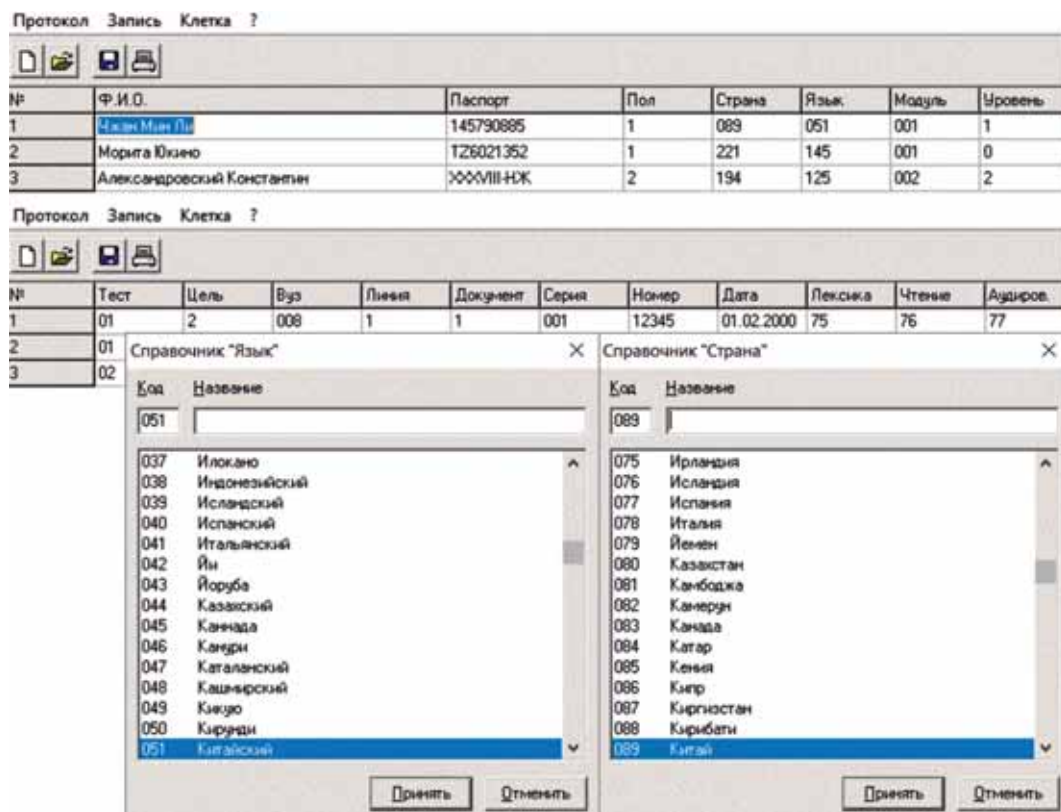 Протокол Запись Клетка ?
№ Ф.И.О. Паспорт Пол Страна Язык Модуль Уровень
1 Чжан Мин Ли 145790885 1 089 051 001 1
2 Морита Юкино TZ6021352 1 221 145 001 0
3 Александровский Константин XXXVIII-НЖ 2 194 125 002 2
Протокол Запись Клетка ?
№ Тест Цель Вуз Линия Документ Серия Номер Дата Лексика Чтение Аудиров.
1 01 2 008 1 1 001 12345 01.02.2000 75 76 77
2 01
3 02
Справочник "Язык"
Код Название
051
037 Илокано
038 Индонезийский
039 Исландский
040 Испанский
041 Итальянский
042 Йи
043 Йоруба
044 Казахский
045 Каннада
046 Канури
047 Каталанский
048 Кашмирский
049 Кикую
050 Кирунди
051 Китайский
Принять Отменить
Справочник "Страна"
Код Название
089
075 Ирландия
076 Исландия
077 Испания
078 Италия
079 Йемен
080 Казахстан
081 Камбоджа
082 Камерун
083 Канада
084 Катар
085 Кения
086 Кипр
087 Киргизстан
088 Кирибати
089 Китай
Принять Отменить